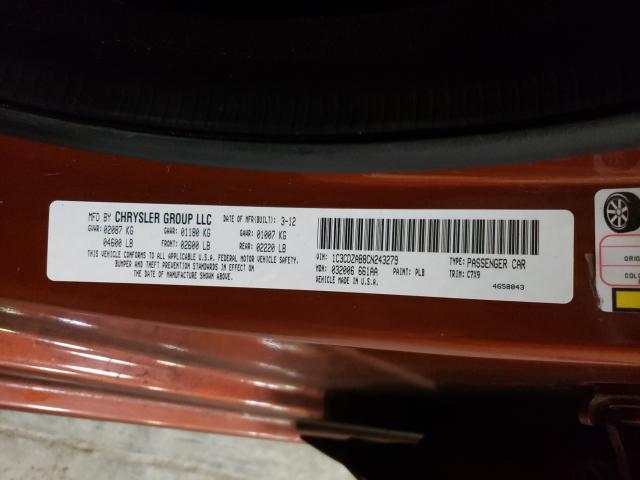 MFD BY CHRYSLER GROUP LLC DATE OF MFR(BUILT): 3-12
GVWR: 02087 KG GAWR: 01180 KG GAWR: 01007 KG
04600 LB FRONT: 02600 LB REAR: 02220 LB
THIS VEHICLE CONFORMS TO ALL APPLICABLE U.S.A. FEDERAL MOTOR VEHICLE SAFETY,
BUMPER AND THEFT PREVENTION STANDARDS IN EFFECT ON
THE DATE OF MANUFACTURE SHOWN ABOVE.
VIN: 1C3CDZAB8CN243279 TYPE: PASSENGER CAR
MDH: 032006 661AA PAINT: PLB TRIM: C7X9
VEHICLE MADE IN U.S.A.
4658843
ORIG
COLD